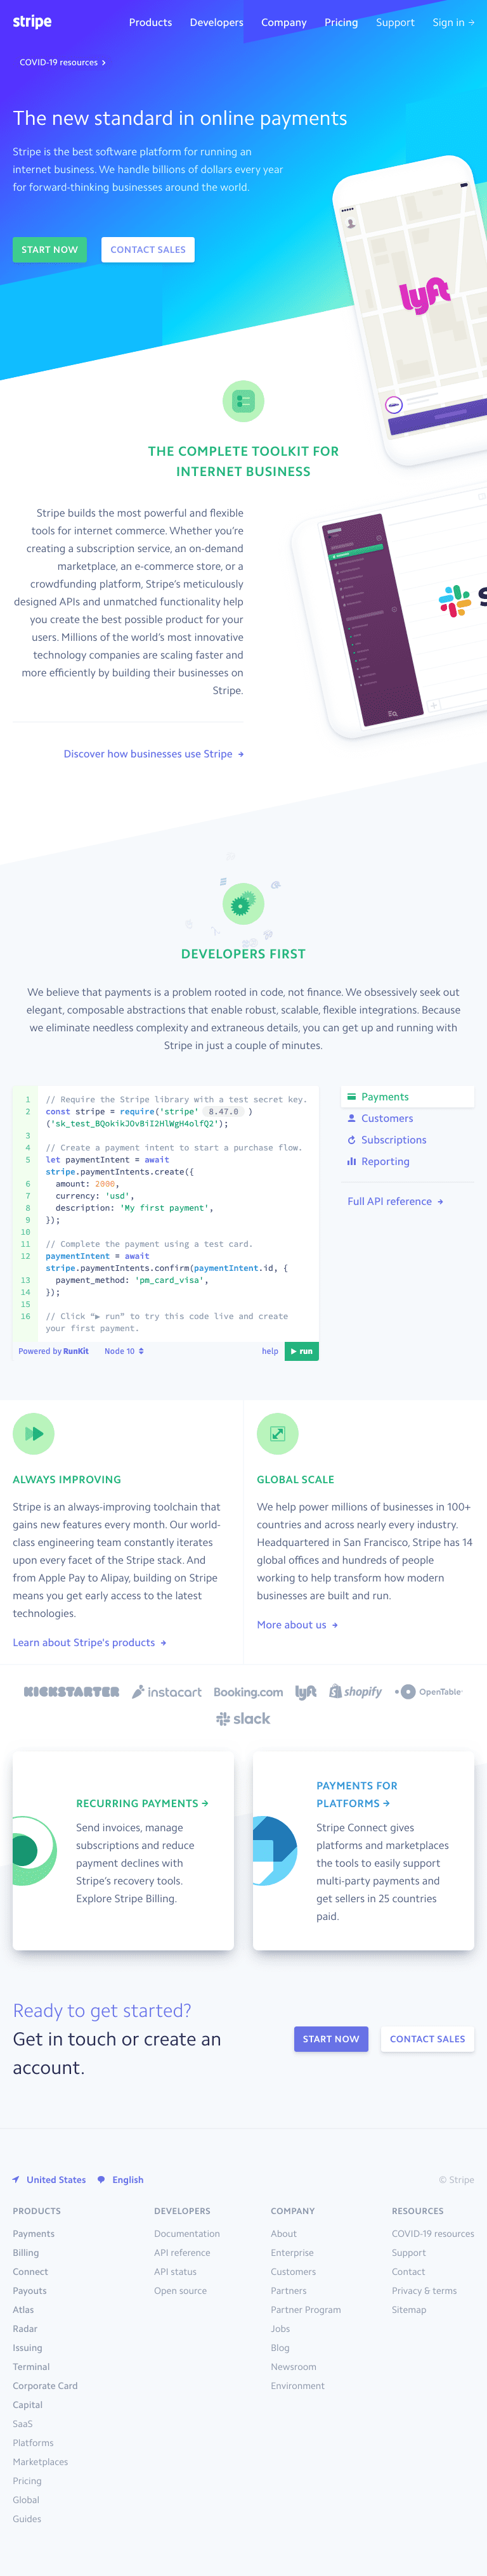 stripe
Products Developers Company Pricing Support Sign in →
COVID-19 resources
The new standard in online payments
Stripe is the best software platform for running an
internet business. We handle billions of dollars every year
for forward-thinking businesses around the world.
START NOW CONTACT SALES
lyft
THE COMPLETE TOOLKIT FOR
INTERNET BUSINESS
Stripe builds the most powerful and flexible
tools for internet commerce. Whether you're
creating a subscription service, an on-demand
marketplace, an e-commerce store, or a
crowdfunding platform, Stripe's meticulously
designed APIs and unmatched functionality help
you create the best possible product for your
users. Millions of the world's most innovative
technology companies are scaling faster and
more efficiently by building their businesses on
Stripe.
Discover how businesses use Stripe →
DEVELOPERS FIRST
We believe that payments is a problem rooted in code, not finance. We obsessively seek out
elegant, composable abstractions that enable robust, scalable, flexible integrations. Because
we eliminate needless complexity and extraneous details, you can get up and running with
Stripe in just a couple of minutes.
1 // Require the Stripe library with a test secret key.
2 const stripe = require('stripe' 8.47.0 )
('sk_test_BQokikJOvBiI2HlWgH4olfQ2');
3
4 // Create a payment intent to start a purchase flow.
5 let paymentIntent = await
stripe.paymentIntents.create({
6 amount: 2000,
7 currency: 'usd',
8 description: 'My first payment',
9 });
10
11 // Complete the payment using a test card.
12 paymentIntent = await
stripe.paymentIntents.confirm(paymentIntent.id, {
13 payment_method: 'pm_card_visa',
14 });
15
16 // Click “▶ run” to try this code live and create
your first payment.
Powered by RunKit Node 10 help ▶ run
Payments
Customers
Subscriptions
Reporting
Full API reference →
ALWAYS IMPROVING
Stripe is an always-improving toolchain that
gains new features every month. Our world-
class engineering team constantly iterates
upon every facet of the Stripe stack. And
from Apple Pay to Alipay, building on Stripe
means you get early access to the latest
technologies.
Learn about Stripe's products →
GLOBAL SCALE
We help power millions of businesses in 100+
countries and across nearly every industry.
Headquartered in San Francisco, Stripe has 14
global offices and hundreds of people
working to help transform how modern
businesses are built and run.
More about us →
KICKSTARTER instacart Booking.com lyft shopify OpenTable
slack
RECURRING PAYMENTS →
Send invoices, manage
subscriptions and reduce
payment declines with
Stripe's recovery tools.
Explore Stripe Billing.
PAYMENTS FOR
PLATFORMS →
Stripe Connect gives
platforms and marketplaces
the tools to easily support
multi-party payments and
get sellers in 25 countries
paid.
Ready to get started?
Get in touch or create an
account.
START NOW CONTACT SALES
United States English © Stripe
PRODUCTS
Payments
Billing
Connect
Payouts
Atlas
Radar
Issuing
Terminal
Corporate Card
Capital
SaaS
Platforms
Marketplaces
Pricing
Global
Guides
DEVELOPERS
Documentation
API reference
API status
Open source
COMPANY
About
Enterprise
Customers
Partners
Partner Program
Jobs
Blog
Newsroom
Environment
RESOURCES
COVID-19 resources
Support
Contact
Privacy & terms
Sitemap